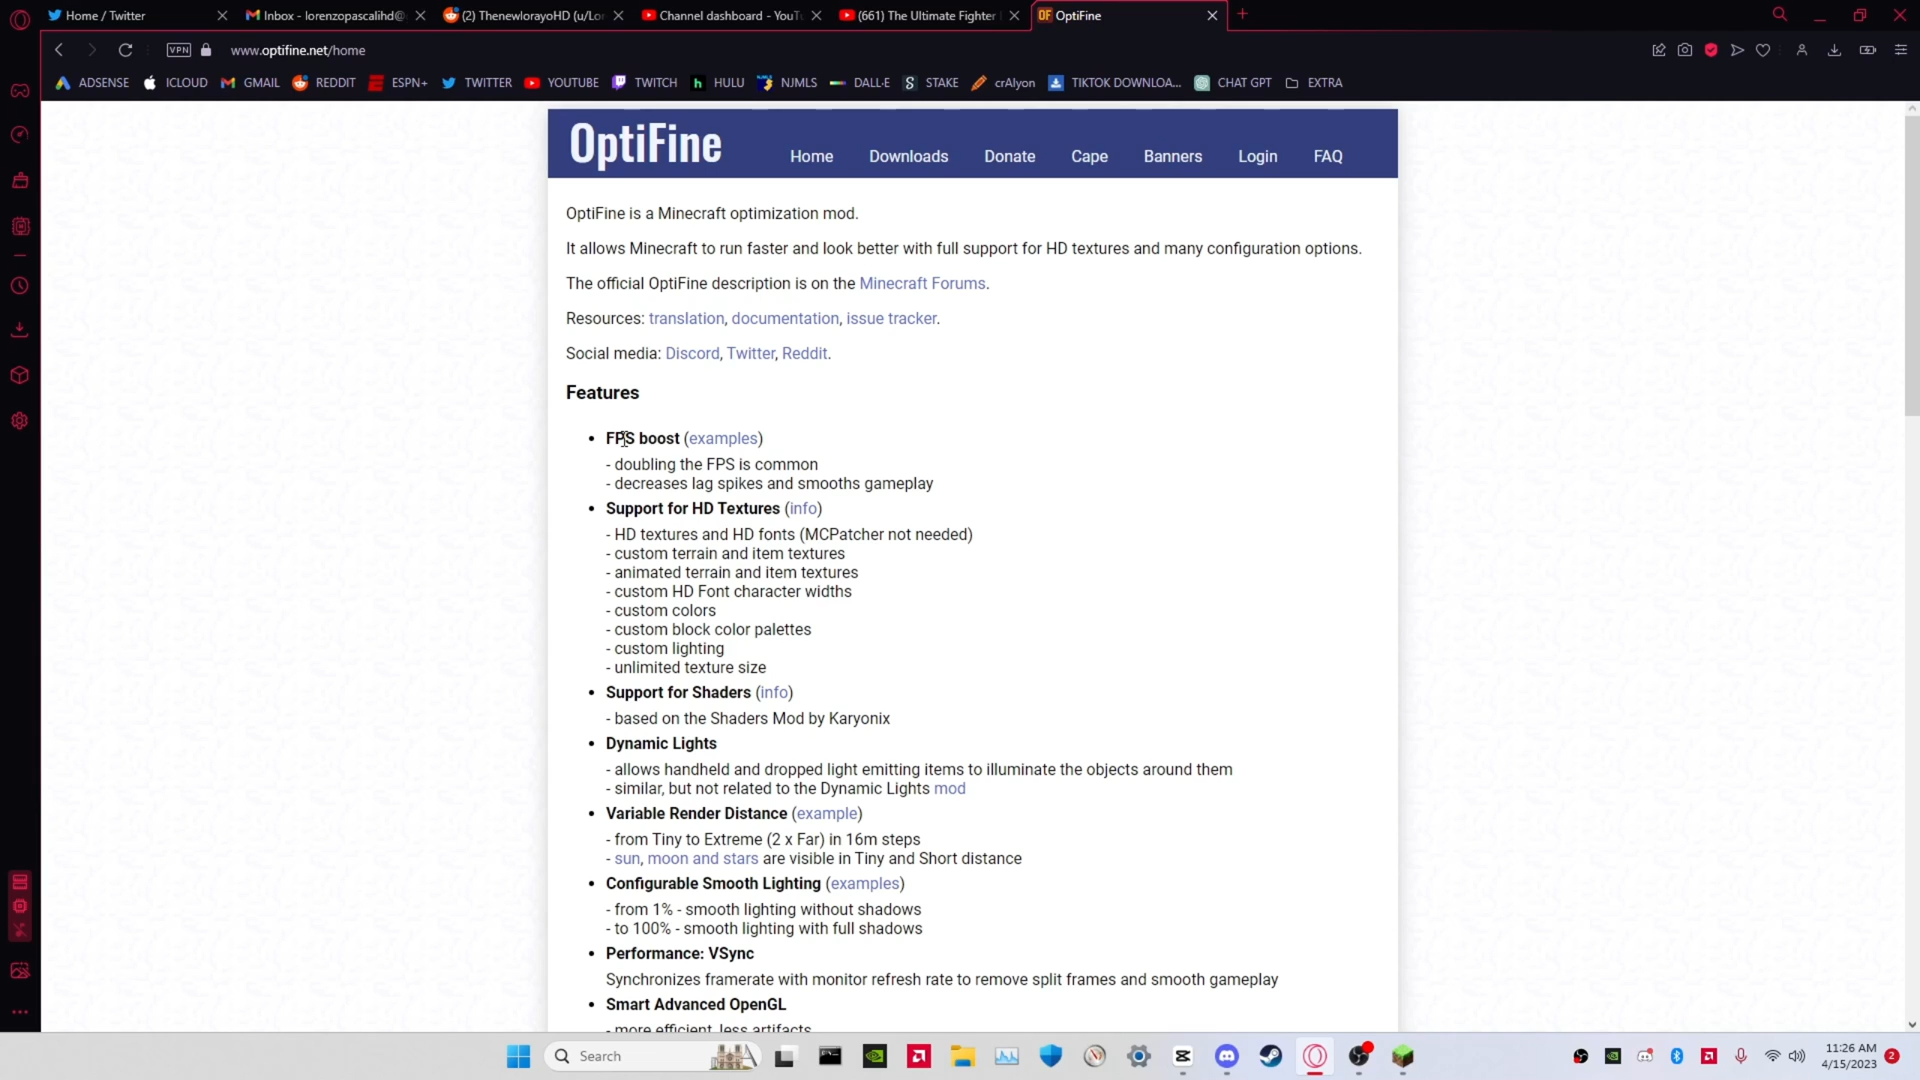 Home / Twitter
Inbox - lorenzopascalihd@
(2) ThenewlorayoHD (u/Lor
Channel dashboard - YouTu
(661) The Ultimate Fighter
OptiFine
VPN
www.optifine.net/home
ADSENSE
ICLOUD
GMAIL
REDDIT
ESPN+
TWITTER
YOUTUBE
TWITCH
HULU
NJMLS
DALL-E
STAKE
crAIyon
TIKTOK DOWNLOA...
CHAT GPT
EXTRA
OptiFine
Home Downloads Donate Cape Banners Login FAQ
OptiFine is a Minecraft optimization mod.
It allows Minecraft to run faster and look better with full support for HD textures and many configuration options.
The official OptiFine description is on the Minecraft Forums.
Resources: translation, documentation, issue tracker.
Social media: Discord, Twitter, Reddit.
Features
• FPS boost (examples)
- doubling the FPS is common
- decreases lag spikes and smooths gameplay
• Support for HD Textures (info)
- HD textures and HD fonts (MCPatcher not needed)
- custom terrain and item textures
- animated terrain and item textures
- custom HD Font character widths
- custom colors
- custom block color palettes
- custom lighting
- unlimited texture size
• Support for Shaders (info)
- based on the Shaders Mod by Karyonix
• Dynamic Lights
- allows handheld and dropped light emitting items to illuminate the objects around them
- similar, but not related to the Dynamic Lights mod
• Variable Render Distance (example)
- from Tiny to Extreme (2 x Far) in 16m steps
- sun, moon and stars are visible in Tiny and Short distance
• Configurable Smooth Lighting (examples)
- from 1% - smooth lighting without shadows
- to 100% - smooth lighting with full shadows
• Performance: VSync
Synchronizes framerate with monitor refresh rate to remove split frames and smooth gameplay
• Smart Advanced OpenGL
- more efficient, less artifacts
Search
11:26 AM
4/15/2023
2